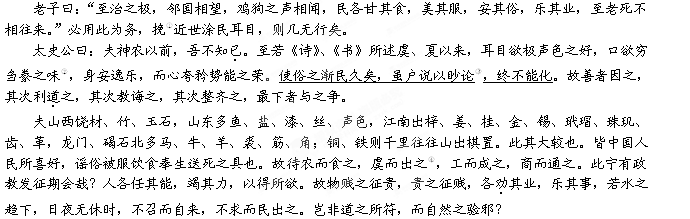 老子曰:“至治之极,邻国相望,鸡狗之声相闻,民各甘其食,美其服,安其俗,乐其业,至老死不
相往来。”必用此为务,挽近世涂民耳目,则几无行矣。
太史公曰:夫神农以前,吾不知已。至若《诗》、《书》所述虞、夏以来,耳目欲极声色之好,口欲穷
刍豢之味,身安逸乐,而心夸矜势能之荣。使俗之渐民久矣,虽户说以眇论,终不能化。故善者因之,
其次利道之,其次教诲之,其次整齐之,最下者与之争。
夫山西饶材、竹、玉石,山东多鱼、盐、漆、丝、声色,江南出梓、姜、桂、金、锡、玳瑁、珠玑、
齿、革,龙门、碣石北多马、牛、羊、裘、筋、角;铜、铁则千里往往山出棋置。此其大较也。皆中国人
民所喜好,谣俗被服饮食奉生送死之具也。故待农而食之,虞而出之,工而成之,商而通之。此宁有政
教发征期会哉?人各任其能,竭其力,以得所欲。故物贱之征贵,贵之征贱,各劝其业,乐其事,若水之
趋下,日夜无休时,不召而自来,不求而民出之。岂非道之所符,而自然之验邪?